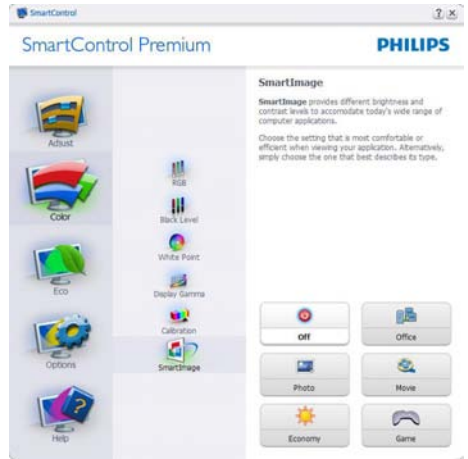 SmartControl
SmartControl Premium
PHILIPS
Adjust
Color
Eco
Options
Help
RGB
Black Level
White Point
Display Gamma
Calibration
SmartImage
SmartImage
SmartImage provides different brightness and
contrast levels to accomodate today's wide range of
computer applications.
Choose the setting that is most comfortable or
efficient when viewing your application. Alternatively,
simply choose the one that best describes its type.
Off
Office
Photo
Movie
Economy
Game